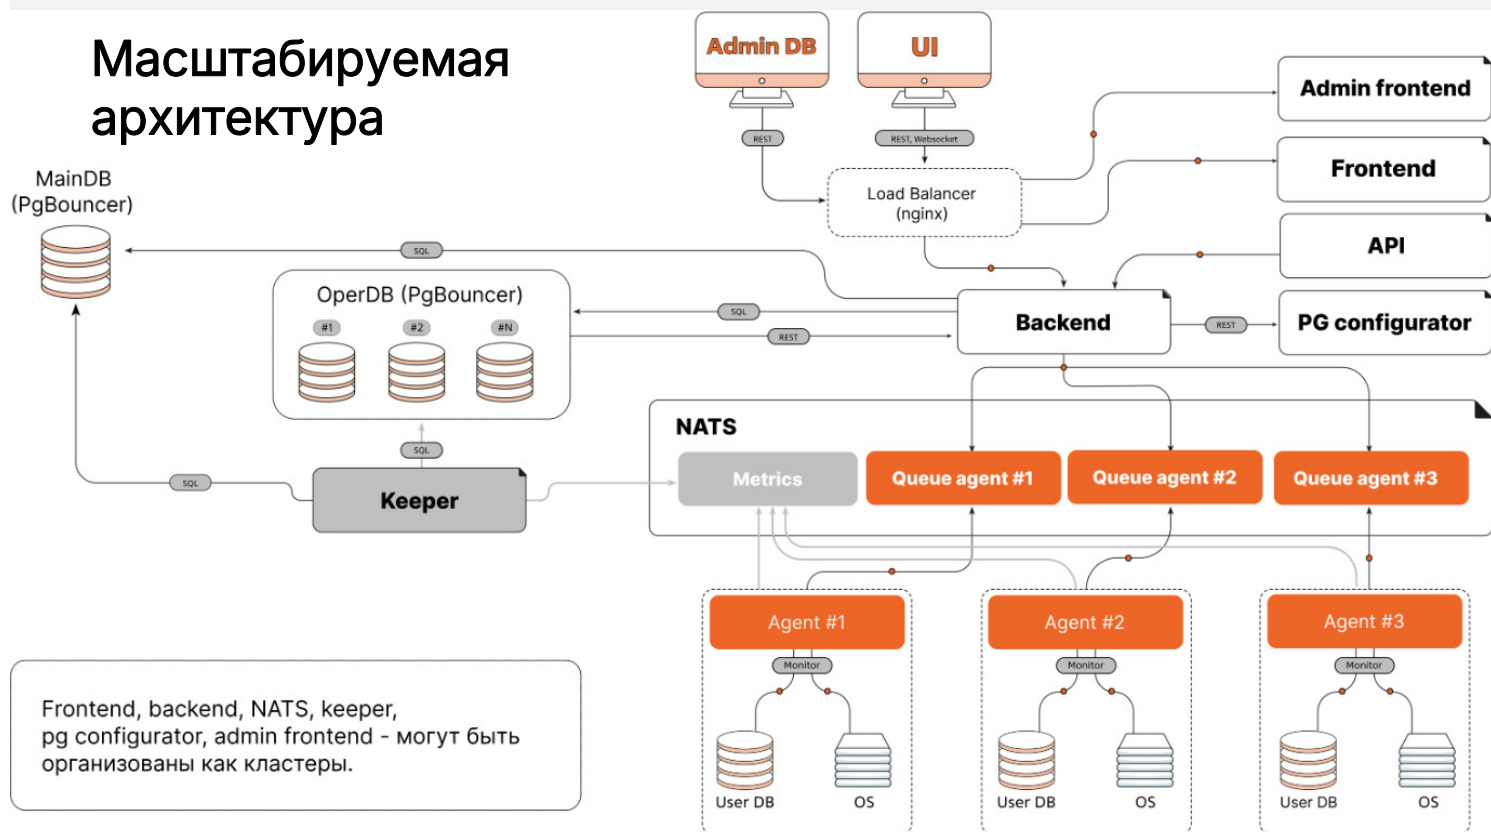 Масштабируемая
архитектура
Admin DB
UI
REST
REST, Websocket
Load Balancer
(nginx)
Admin frontend
Frontend
API
PG configurator
MainDB
(PgBouncer)
SQL
OperDB (PgBouncer)
#1
#2
#N
SQL
REST
Backend
REST
SQL
SQL
Keeper
NATS
Metrics
Queue agent #1
Queue agent #2
Queue agent #3
Agent #1
Agent #2
Agent #3
Monitor
Monitor
Monitor
User DB
OS
User DB
OS
User DB
OS
Frontend, backend, NATS, keeper,
pg configurator, admin frontend - могут быть
организованы как кластеры.